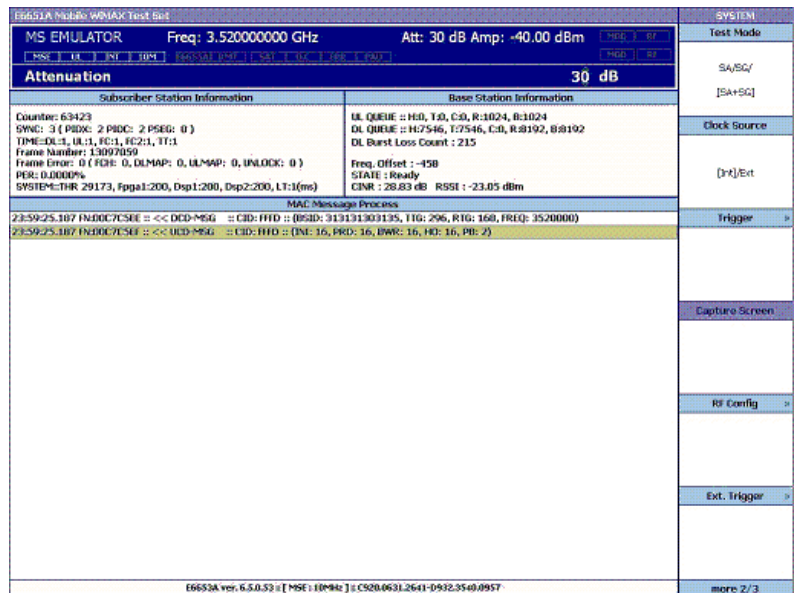 E6651A Mobile WiMAX Test Set
MS EMULATOR Freq: 3.520000000 GHz Att: 30 dB Amp: -40.00 dBm MOD RF
MSE UL INT 10M
MOD RF
Attenuation 30 dB
Subscriber Station Information
Counter: 63423
SYNC: 3 ( PIDX: 2 PIDC: 2 PSEG: 0 )
TIME=DL:1, UL:1, FC:1, FC2:1, TT:1
Frame Number: 13097059
Frame Error: 0 ( FCH: 0, DLMAP: 0, ULMAP: 0, UNLOCK: 0 )
PER: 0.0000%
SYSTEM=THR 29173, Fpga1:200, Dsp1:200, Dsp2:200, LT:1(ms)
Base Station Information
UL QUEUE :: H:0, T:0, C:0, R:1024, B:1024
DL QUEUE :: H:7546, T:7546, C:0, R:8192, B:8192
DL Burst Loss Count : 215
Freq. Offset : -458
STATE : Ready
CINR : 28.83 dB RSSI : -23.05 dBm
MAC Message Process
23:59:25.187 FN:00C7C5BE :: << DCD-MSG :: CID: FFFD :: (BSID: 313131303135, TTG: 296, RTG: 168, FREQ: 3520000)
23:59:25.187 FN:00C7C5BF :: << UCD-MSG :: CID: FFFD :: (INI: 16, PRD: 16, BWR: 16, HO: 16, PB: 2)
E6653A ver. 6.5.0.53 :: [ MSE : 10MHz ] :: C920.0631.2641-D932.3540.0957
SYSTEM
Test Mode
SA/SG/
[SA+SG]
Clock Source
[Int]/Ext
Trigger »
Capture Screen
RF Config »
Ext. Trigger »
more 2/3